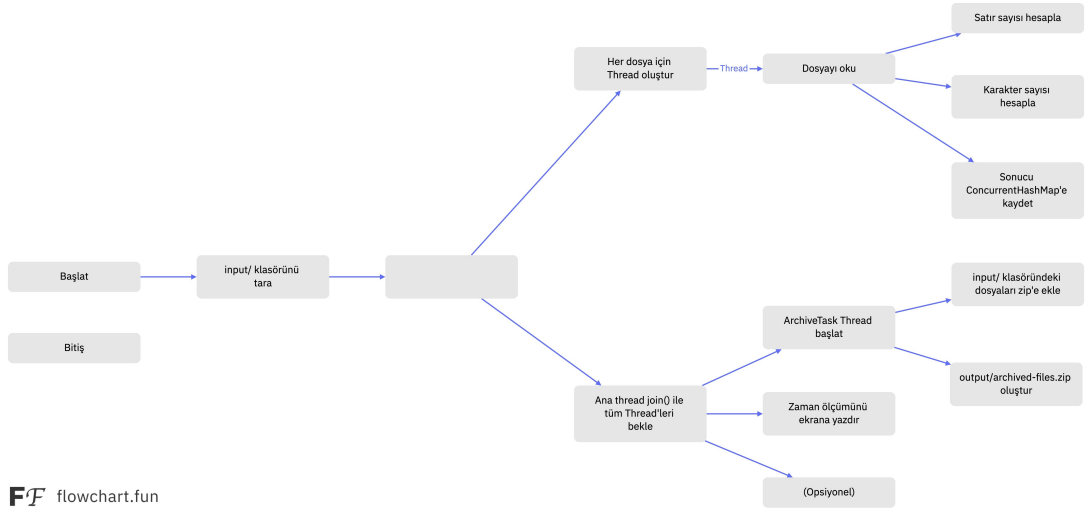 Satır sayısı hesapla
Her dosya için
Thread oluştur
Thread
Dosyayı oku
Karakter sayısı
hesapla
Sonucu
ConcurrentHashMap'e
kaydet
Başlat
input/ klasörünü
tara
input/ klasöründeki
dosyaları zip'e ekle
ArchiveTask Thread
başlat
Bitiş
output/archived-files.zip
oluştur
Ana thread join() ile
tüm Thread'leri
bekle
Zaman ölçümünü
ekrana yazdır
(Opsiyonel)
FF flowchart.fun